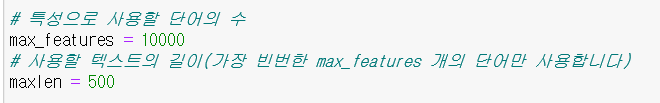 # 특성으로 사용할 단어의 수
max_features = 10000
# 사용할 텍스트의 길이(가장 빈번한 max_features 개의 단어만 사용합니다)
maxlen = 500